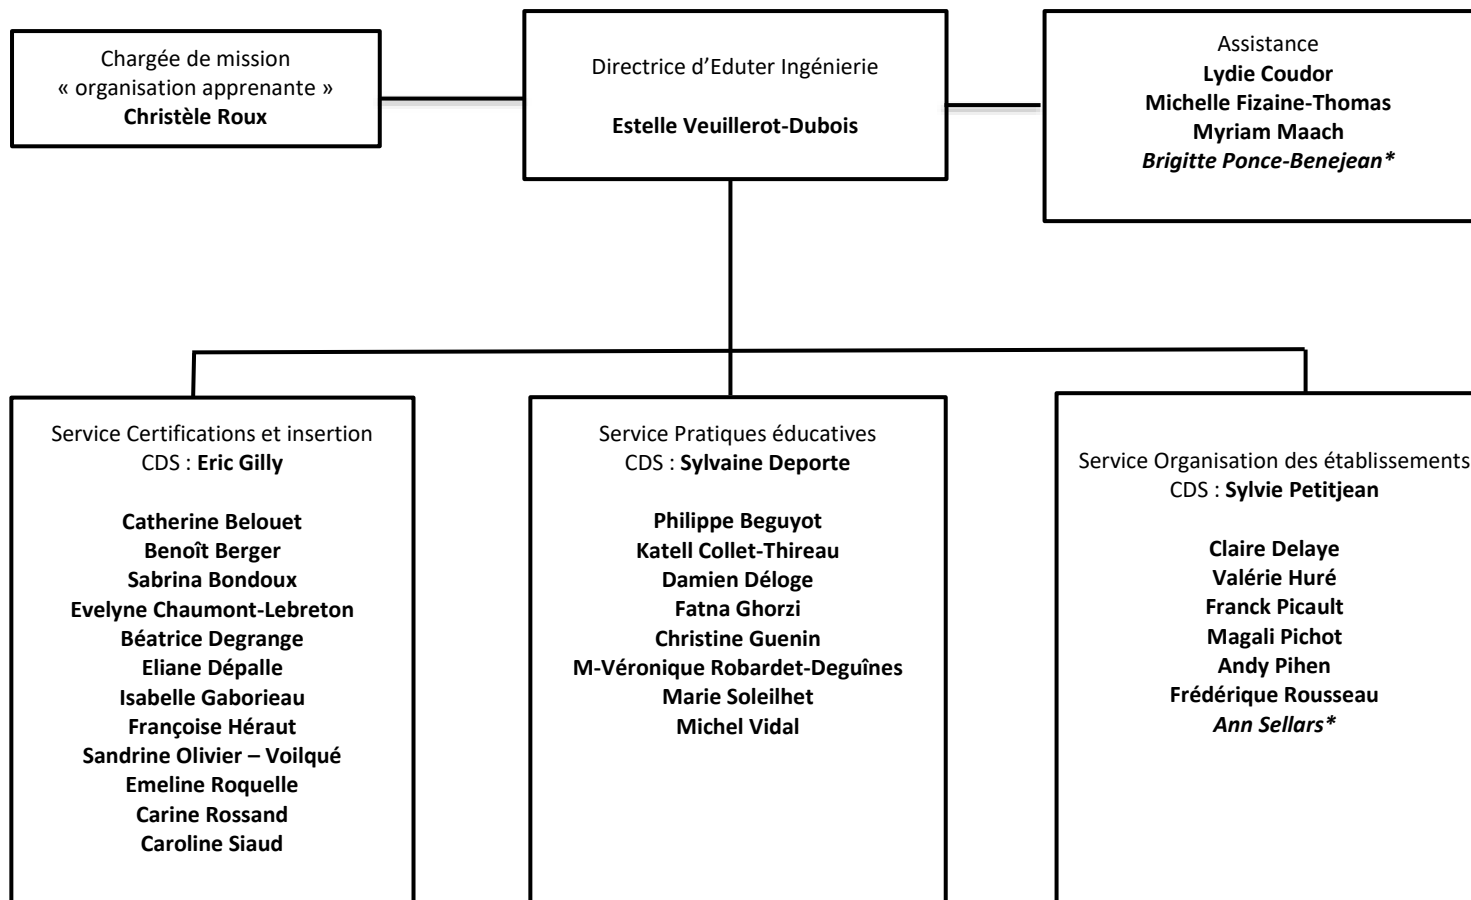 Chargée de mission
« organisation apprenante »
Christèle Roux
Directrice d’Eduter Ingénierie
Estelle Veuillerot-Dubois
Assistance
Lydie Coudor
Michelle Fizaine-Thomas
Myriam Maach
Brigitte Ponce-Benejean*
Service Certifications et insertion
CDS : Eric Gilly
Catherine Belouet
Benoît Berger
Sabrina Bondoux
Evelyne Chaumont-Lebreton
Béatrice Degrange
Eliane Dépalle
Isabelle Gaborieau
Françoise Héraut
Sandrine Olivier – Voilqué
Emeline Roquelle
Carine Rossand
Caroline Siaud
Service Pratiques éducatives
CDS : Sylvaine Deporte
Philippe Beguyot
Katell Collet-Thireau
Damien Déloge
Fatna Ghorzi
Christine Guenin
M-Véronique Robardet-Deguînes
Marie Soleilhet
Michel Vidal
Service Organisation des établissements
CDS : Sylvie Petitjean
Claire Delaye
Valérie Huré
Franck Picault
Magali Pichot
Andy Pihen
Frédérique Rousseau
Ann Sellars*